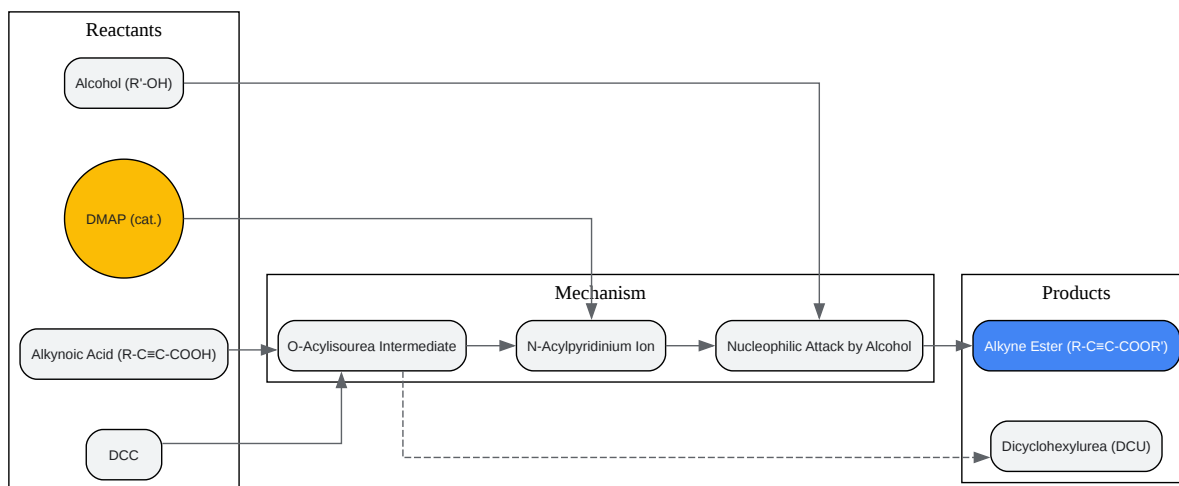 Reactants
Alcohol (R'-OH)
DMAP (cat.)
Alkynoic Acid (R-C≡C-COOH)
DCC
Mechanism
O-Acylisourea Intermediate
N-Acylpyridinium Ion
Nucleophilic Attack by Alcohol
Products
Alkyne Ester (R-C≡C-COOR')
Dicyclohexylurea (DCU)